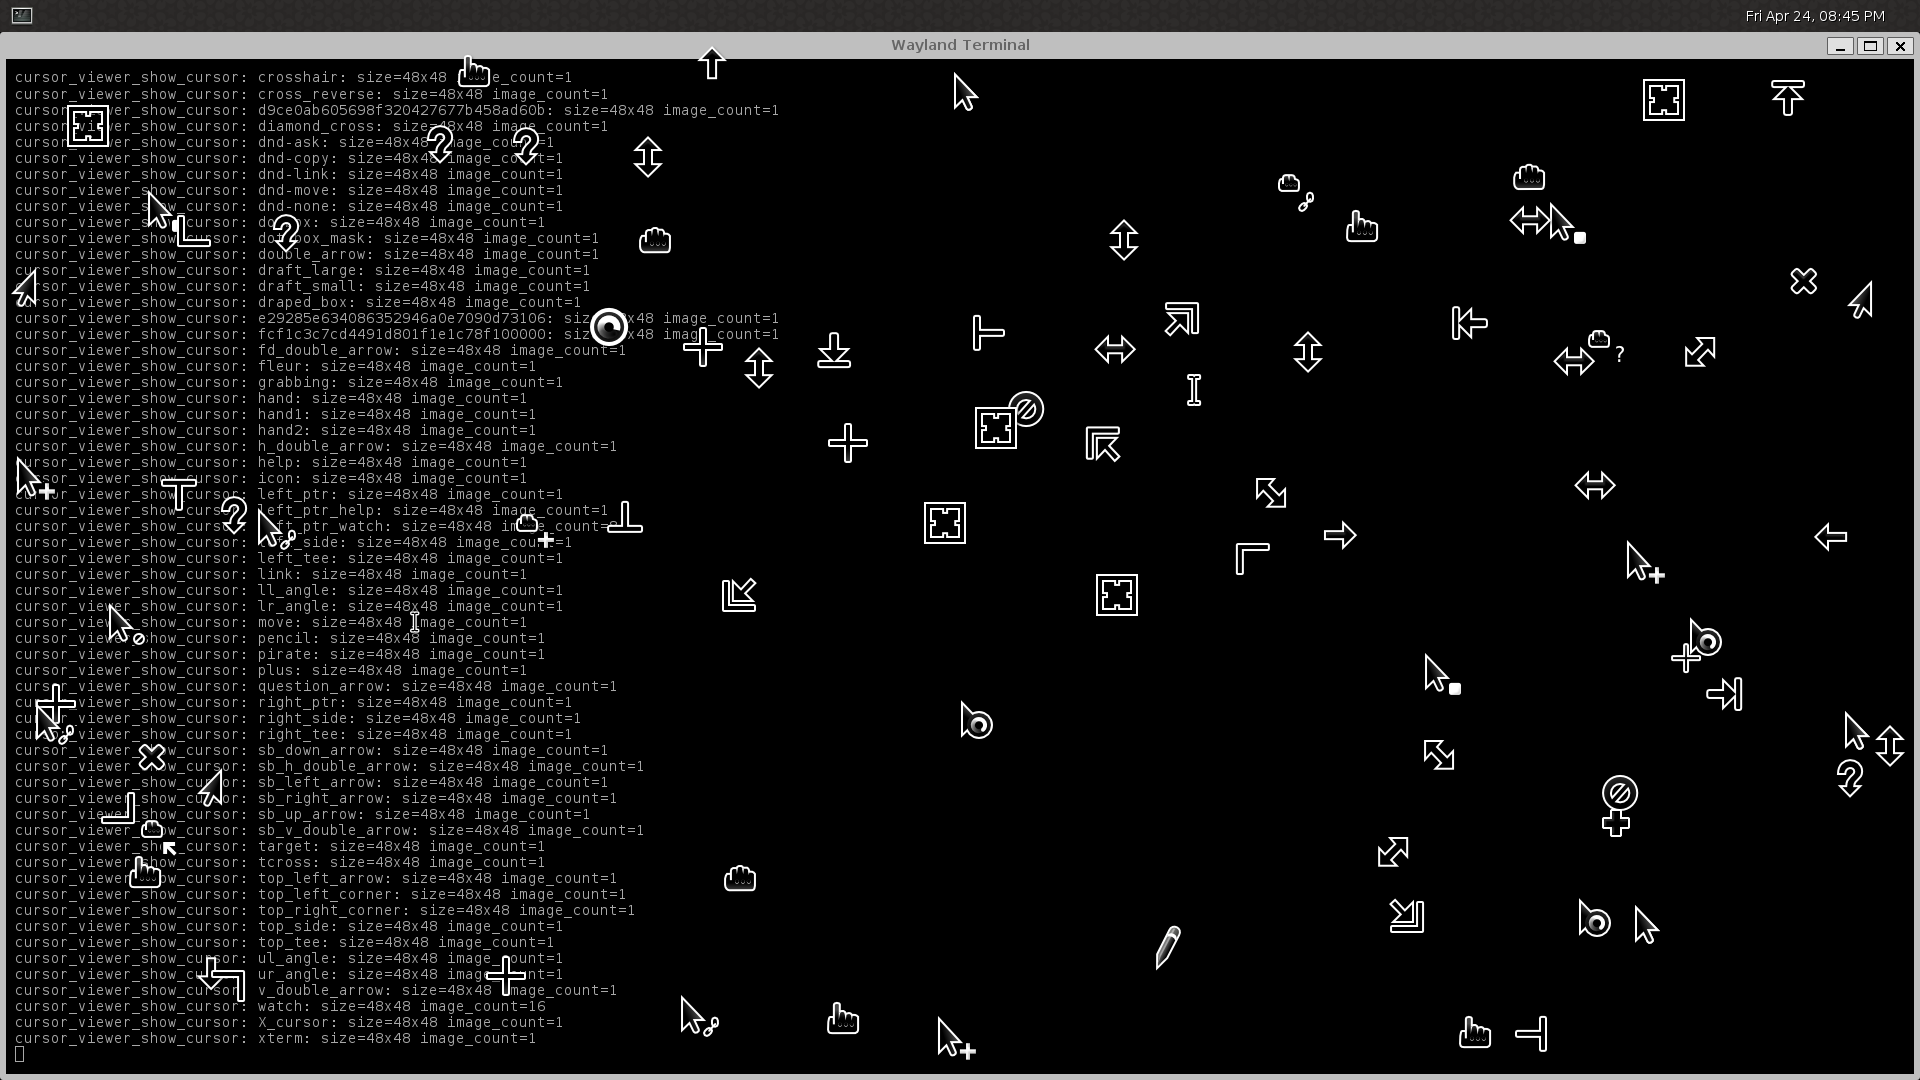 Fri Apr 24, 08:45 PM
Wayland Terminal
cursor_viewer_show_cursor: crosshair: size=48x48 image_count=1
cursor_viewer_show_cursor: cross_reverse: size=48x48 image_count=1
cursor_viewer_show_cursor: d9ce0ab605698f320427677b458ad60b: size=48x48 image_count=1
cursor_viewer_show_cursor: diamond_cross: size=48x48 image_count=1
cursor_viewer_show_cursor: dnd-ask: size=48x48 image_count=1
cursor_viewer_show_cursor: dnd-copy: size=48x48 image_count=1
cursor_viewer_show_cursor: dnd-link: size=48x48 image_count=1
cursor_viewer_show_cursor: dnd-move: size=48x48 image_count=1
cursor_viewer_show_cursor: dnd-none: size=48x48 image_count=1
cursor_viewer_show_cursor: dotbox: size=48x48 image_count=1
cursor_viewer_show_cursor: dot_box_mask: size=48x48 image_count=1
cursor_viewer_show_cursor: double_arrow: size=48x48 image_count=1
cursor_viewer_show_cursor: draft_large: size=48x48 image_count=1
cursor_viewer_show_cursor: draft_small: size=48x48 image_count=1
cursor_viewer_show_cursor: draped_box: size=48x48 image_count=1
cursor_viewer_show_cursor: e29285e634086352946a0e7090d73106: size=48x48 image_count=1
cursor_viewer_show_cursor: fcf1c3c7cd4491d801f1e1c78f100000: size=48x48 image_count=1
cursor_viewer_show_cursor: fd_double_arrow: size=48x48 image_count=1
cursor_viewer_show_cursor: fleur: size=48x48 image_count=1
cursor_viewer_show_cursor: grabbing: size=48x48 image_count=1
cursor_viewer_show_cursor: hand: size=48x48 image_count=1
cursor_viewer_show_cursor: hand1: size=48x48 image_count=1
cursor_viewer_show_cursor: hand2: size=48x48 image_count=1
cursor_viewer_show_cursor: h_double_arrow: size=48x48 image_count=1
cursor_viewer_show_cursor: help: size=48x48 image_count=1
cursor_viewer_show_cursor: icon: size=48x48 image_count=1
cursor_viewer_show_cursor: left_ptr: size=48x48 image_count=1
cursor_viewer_show_cursor: left_ptr_help: size=48x48 image_count=1
cursor_viewer_show_cursor: left_ptr_watch: size=48x48
cursor_viewer_show_cursor: left_side: size=48x48 image_count=1
cursor_viewer_show_cursor: left_tee: size=48x48 image_count=1
cursor_viewer_show_cursor: link: size=48x48 image_count=1
cursor_viewer_show_cursor: ll_angle: size=48x48 image_count=1
cursor_viewer_show_cursor: lr_angle: size=48x48 image_count=1
cursor_viewer_show_cursor: move: size=48x48 image_count=1
cursor_viewer_show_cursor: pencil: size=48x48 image_count=1
cursor_viewer_show_cursor: pirate: size=48x48 image_count=1
cursor_viewer_show_cursor: plus: size=48x48 image_count=1
cursor_viewer_show_cursor: question_arrow: size=48x48 image_count=1
cursor_viewer_show_cursor: right_ptr: size=48x48 image_count=1
cursor_viewer_show_cursor: right_side: size=48x48 image_count=1
cursor_viewer_show_cursor: right_tee: size=48x48 image_count=1
cursor_viewer_show_cursor: sb_down_arrow: size=48x48 image_count=1
cursor_viewer_show_cursor: sb_h_double_arrow: size=48x48 image_count=1
cursor_viewer_show_cursor: sb_left_arrow: size=48x48 image_count=1
cursor_viewer_show_cursor: sb_right_arrow: size=48x48 image_count=1
cursor_viewer_show_cursor: sb_up_arrow: size=48x48 image_count=1
cursor_viewer_show_cursor: sb_v_double_arrow: size=48x48 image_count=1
cursor_viewer_show_cursor: target: size=48x48 image_count=1
cursor_viewer_show_cursor: tcross: size=48x48 image_count=1
cursor_viewer_show_cursor: top_left_arrow: size=48x48 image_count=1
cursor_viewer_show_cursor: top_left_corner: size=48x48 image_count=1
cursor_viewer_show_cursor: top_right_corner: size=48x48 image_count=1
cursor_viewer_show_cursor: top_side: size=48x48 image_count=1
cursor_viewer_show_cursor: top_tee: size=48x48 image_count=1
cursor_viewer_show_cursor: ul_angle: size=48x48 image_count=1
cursor_viewer_show_cursor: ur_angle: size=48x48 image_count=1
cursor_viewer_show_cursor: v_double_arrow: size=48x48 image_count=1
cursor_viewer_show_cursor: watch: size=48x48 image_count=16
cursor_viewer_show_cursor: X_cursor: size=48x48 image_count=1
cursor_viewer_show_cursor: xterm: size=48x48 image_count=1